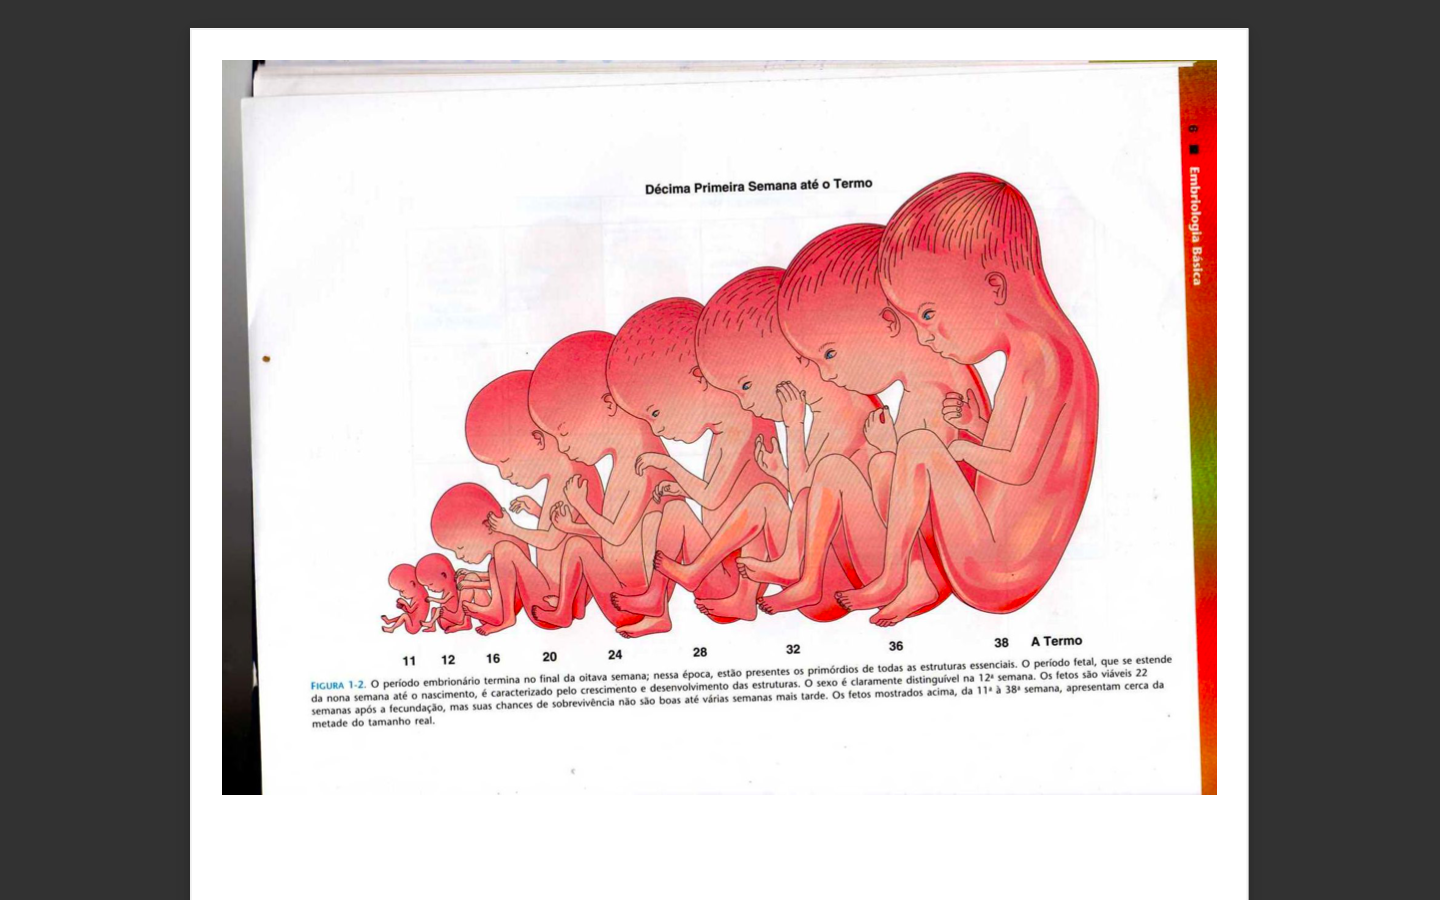 6 ■ Embriologia Básica
Décima Primeira Semana até o Termo
11 12 16 20 24 28 32 36 38 A Termo
FIGURA 1-2. O período embrionário termina no final da oitava semana; nessa época, estão presentes os primórdios de todas as estruturas essenciais. O período fetal, que se estende
da nona semana até o nascimento, é caracterizado pelo crescimento e desenvolvimento das estruturas. O sexo é claramente distinguível na 12ª semana. Os fetos são viáveis 22
semanas após a fecundação, mas suas chances de sobrevivência não são boas até várias semanas mais tarde. Os fetos mostrados acima, da 11ª à 38ª semana, apresentam cerca da
metade do tamanho real.